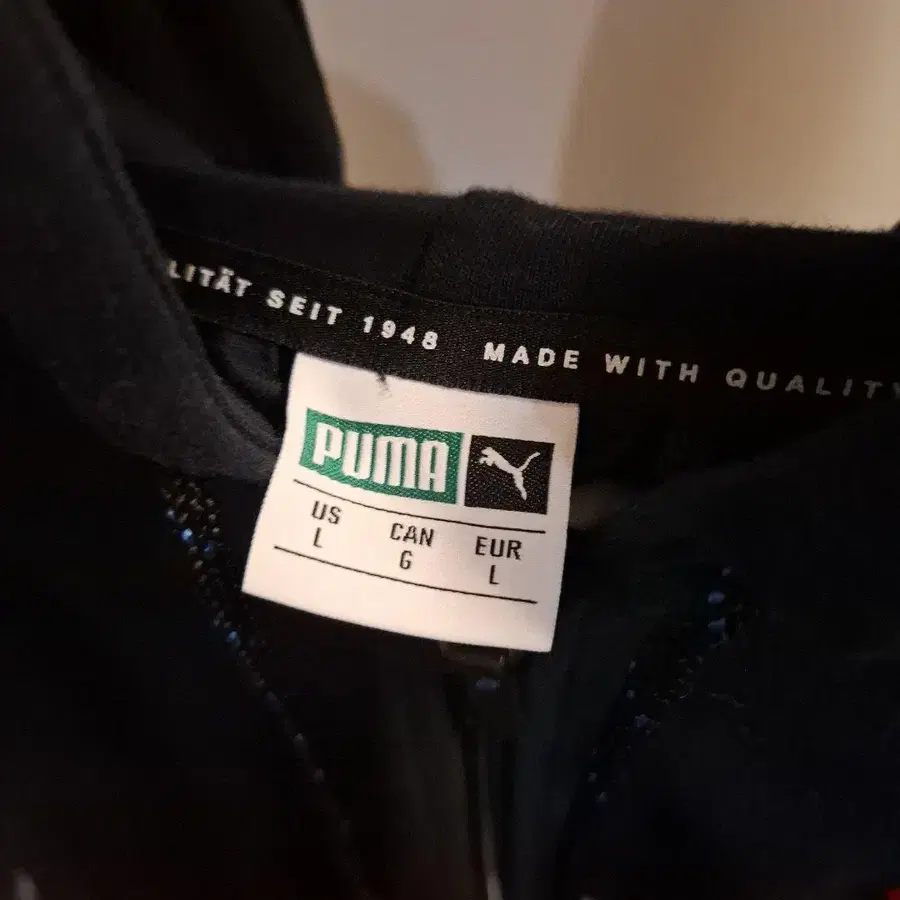 LITÄT SEIT 1948 MADE WITH QUALITY
PUMA
US CAN EUR
L G L